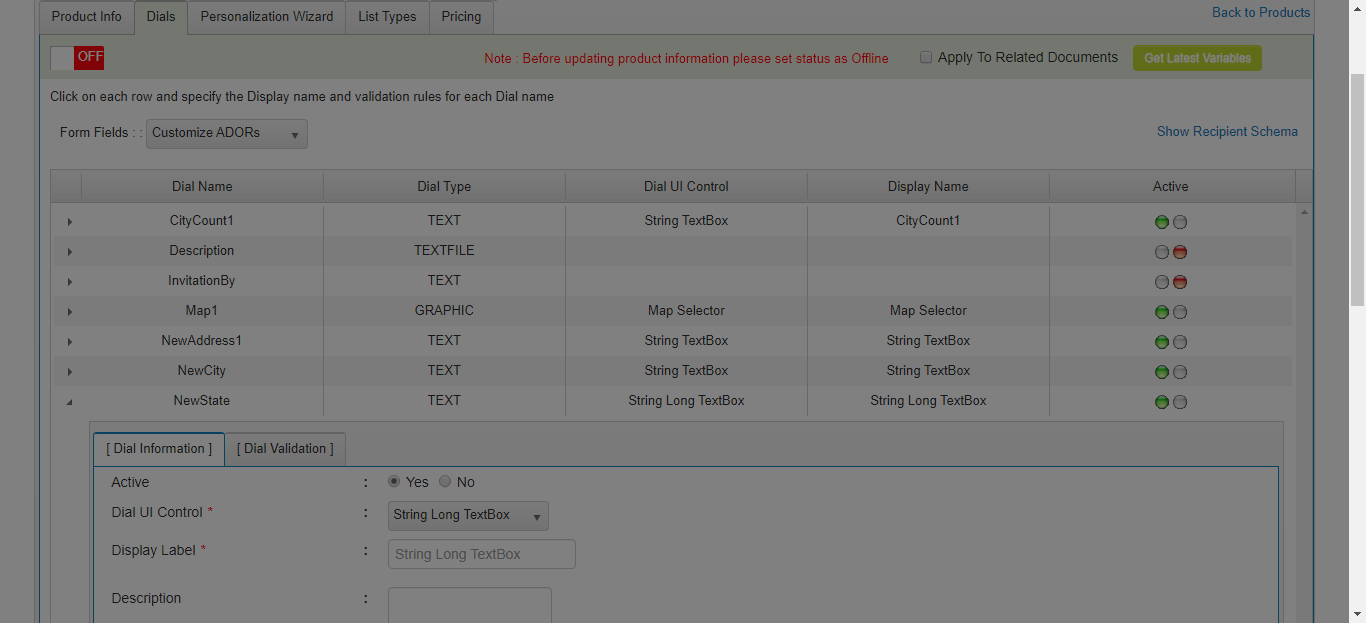 Product Info Dials Personalization Wizard List Types Pricing Back to Products
OFF Note : Before updating product information please set status as Offline Apply To Related Documents Get Latest Variables
Click on each row and specify the Display name and validation rules for each Dial name
Form Fields : : Customize ADORs Show Recipient Schema
Dial Name Dial Type Dial UI Control Display Name Active
CityCount1 TEXT String TextBox CityCount1
Description TEXTFILE
InvitationBy TEXT
Map1 GRAPHIC Map Selector Map Selector
NewAddress1 TEXT String TextBox String TextBox
NewCity TEXT String TextBox String TextBox
NewState TEXT String Long TextBox String Long TextBox
[ Dial Information ] [ Dial Validation ]
Active : Yes No
Dial UI Control * : String Long TextBox
Display Label * : String Long TextBox
Description :